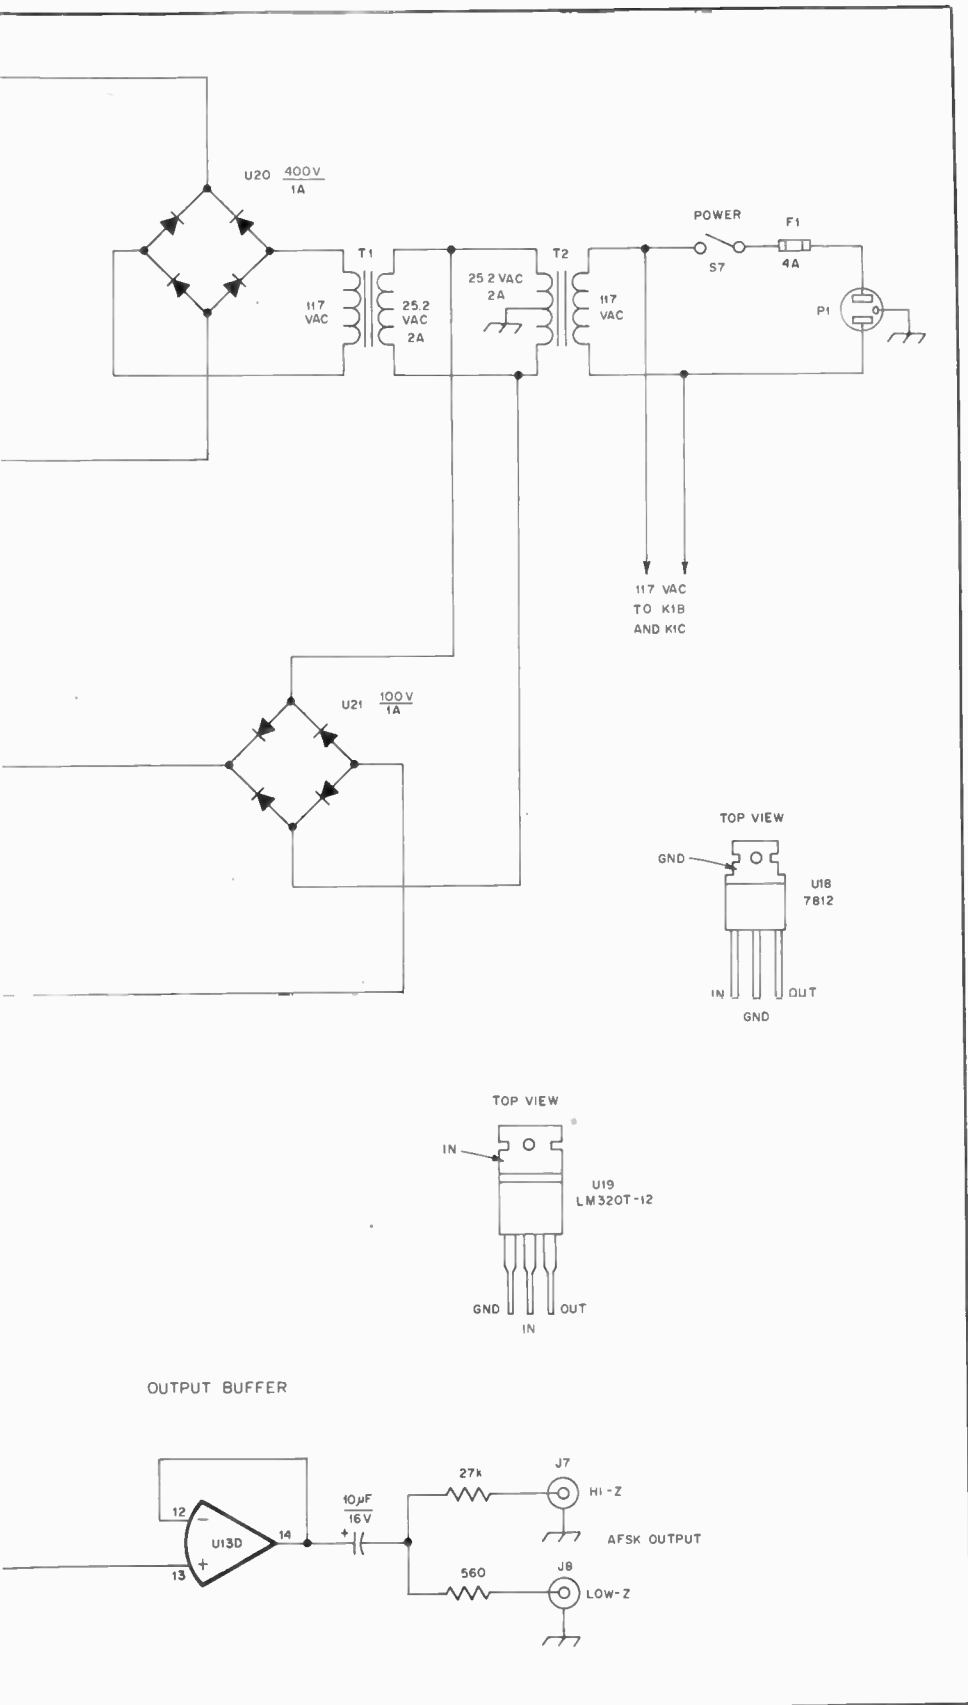 U20 400V
1A
POWER
F1
S7
4A
T1
T2
25.2 VAC
2A
117
VAC
25.2
VAC
2A
117
VAC
P1
117 VAC
TO K1B
AND K1C
U21 100V
1A
TOP VIEW
GND
U18
7812
IN
OUT
GND
TOP VIEW
IN
U19
LM320T-12
GND
OUT
IN
OUTPUT BUFFER
12
−
U13D
14
+
13
10µF
16V
+
27k
J7
HI-Z
AFSK OUTPUT
560
J8
LOW-Z